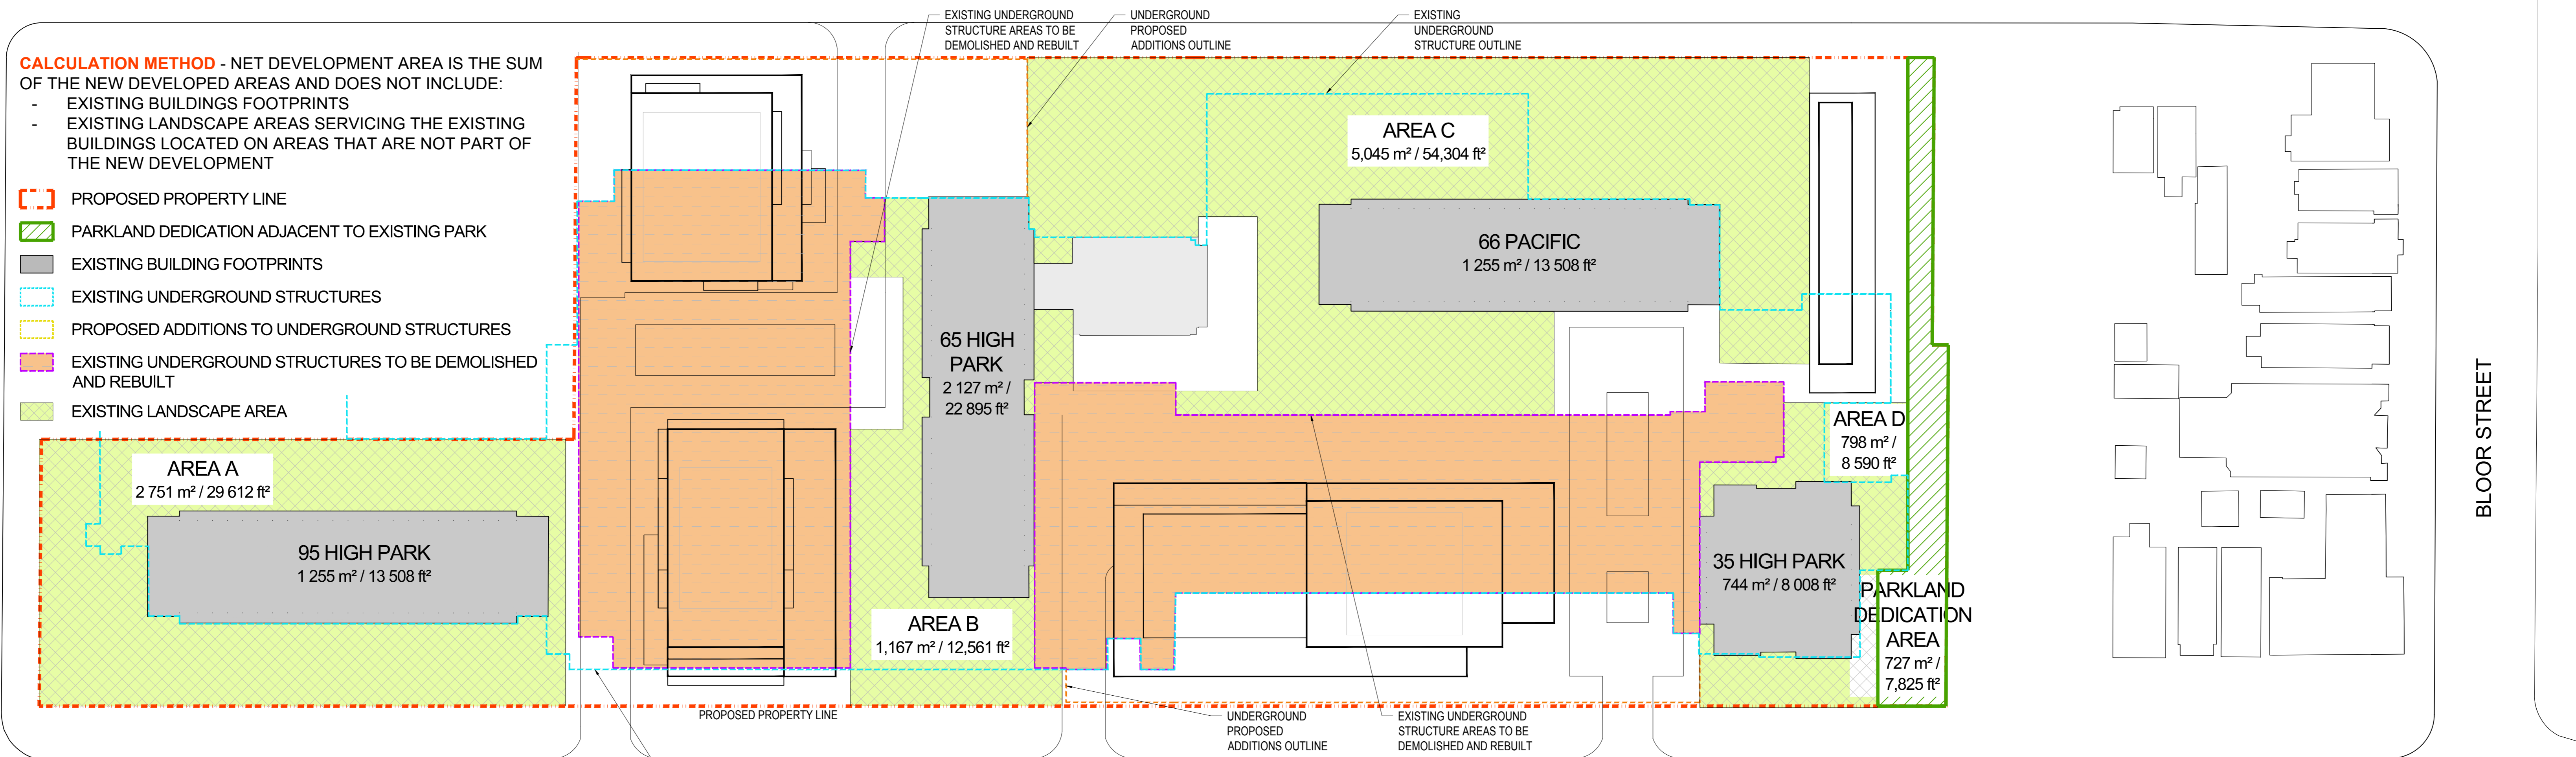 CALCULATION METHOD - NET DEVELOPMENT AREA IS THE SUM
OF THE NEW DEVELOPED AREAS AND DOES NOT INCLUDE:
- EXISTING BUILDINGS FOOTPRINTS
- EXISTING LANDSCAPE AREAS SERVICING THE EXISTING
BUILDINGS LOCATED ON AREAS THAT ARE NOT PART OF
THE NEW DEVELOPMENT
PROPOSED PROPERTY LINE
PARKLAND DEDICATION ADJACENT TO EXISTING PARK
EXISTING BUILDING FOOTPRINTS
EXISTING UNDERGROUND STRUCTURES
PROPOSED ADDITIONS TO UNDERGROUND STRUCTURES
EXISTING UNDERGROUND STRUCTURES TO BE DEMOLISHED
AND REBUILT
EXISTING LANDSCAPE AREA
EXISTING UNDERGROUND
STRUCTURE AREAS TO BE
DEMOLISHED AND REBUILT
UNDERGROUND
PROPOSED
ADDITIONS OUTLINE
EXISTING
UNDERGROUND
STRUCTURE OUTLINE
AREA A
2 751 m² / 29 612 ft²
95 HIGH PARK
1 255 m² / 13 508 ft²
65 HIGH
PARK
2 127 m² /
22 895 ft²
AREA B
1,167 m² / 12,561 ft²
AREA C
5,045 m² / 54,304 ft²
66 PACIFIC
1 255 m² / 13 508 ft²
AREA D
798 m² /
8 590 ft²
35 HIGH PARK
744 m² / 8 008 ft²
PARKLAND
DEDICATION
AREA
727 m² /
7,825 ft²
PROPOSED PROPERTY LINE
UNDERGROUND
PROPOSED
ADDITIONS OUTLINE
EXISTING UNDERGROUND
STRUCTURE AREAS TO BE
DEMOLISHED AND REBUILT
BLOOR STREET